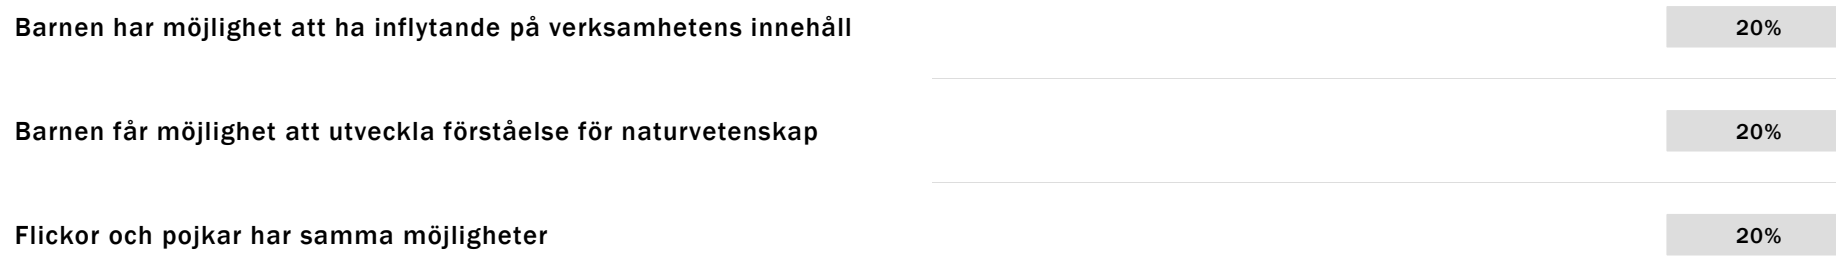 Barnen har möjlighet att ha inflytande på verksamhetens innehåll 20%
Barnen får möjlighet att utveckla förståelse för naturvetenskap 20%
Flickor och pojkar har samma möjligheter 20%